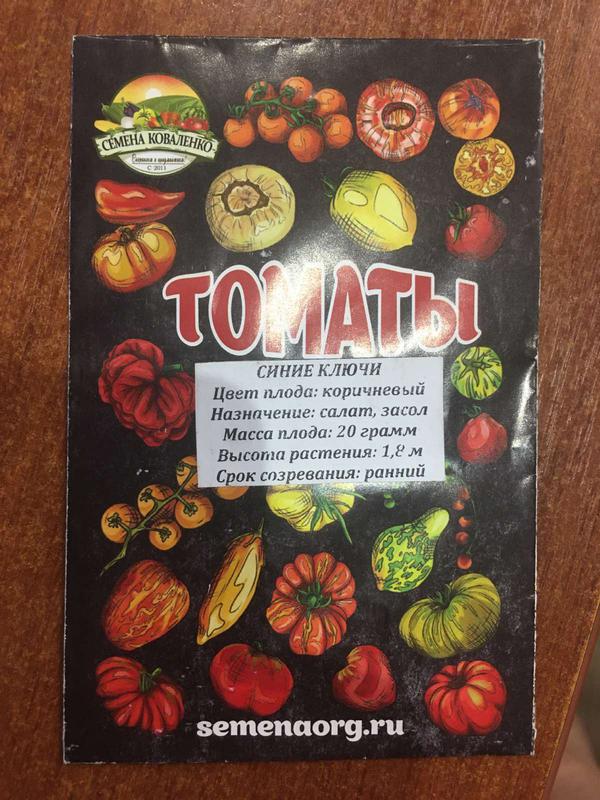 СЕМЕНА КОВАЛЕНКО
С 2011
ТОМАТЫ
СИНИЕ КЛЮЧИ
Цвет плода: коричневый
Назначение: салат, засол
Масса плода: 20 грамм
Высота растения: 1,8 м
Срок созревания: ранний
semenaorg.ru